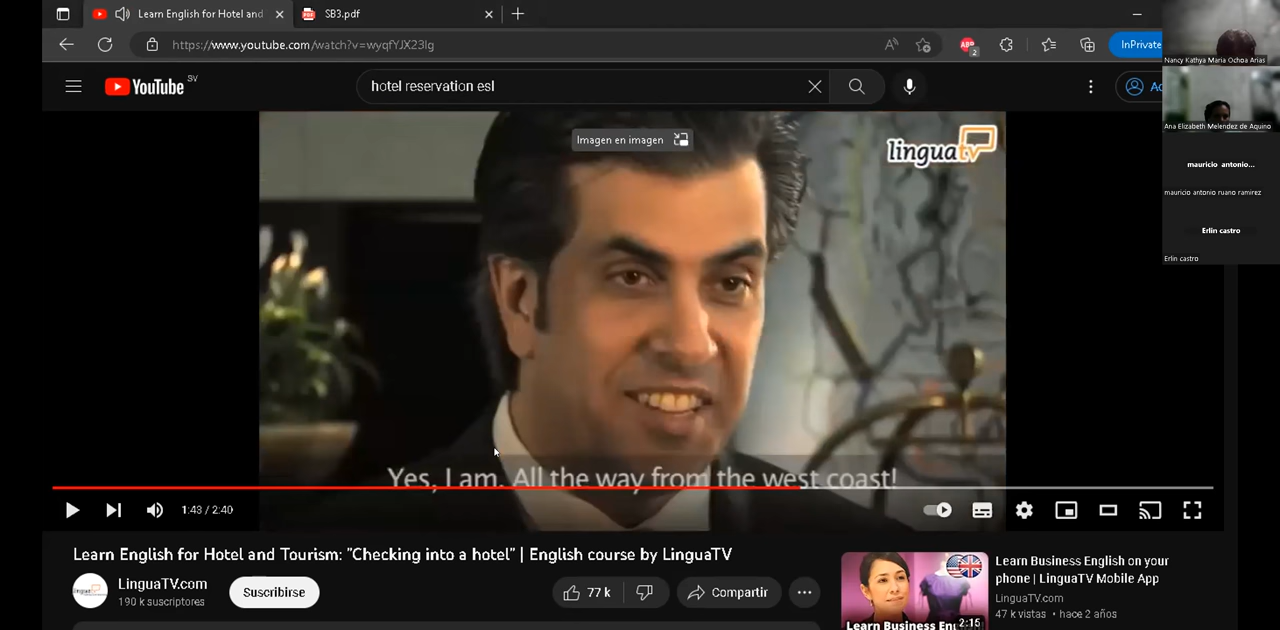 Learn English for Hotel and
SB3.pdf
https://www.youtube.com/watch?v=wyqfYJX23lg
InPrivate
YouTube SV
hotel reservation esl
Imagen en imagen
linguatv
Yes, I am. All the way from the west coast!
1:43 / 2:40
Learn English for Hotel and Tourism: "Checking into a hotel" | English course by LinguaTV
LinguaTV.com
190 k suscriptores
Suscribirse
77 k
Compartir
Learn Business English on your
phone | LinguaTV Mobile App
LinguaTV.com
47 k vistas • hace 2 años
2:15
Nancy Kathya Maria Ochoa Arias
Ana Elizabeth Melendez de Aquino
mauricio antonio...
mauricio antonio ruano ramirez
Erlin castro
Erlin castro